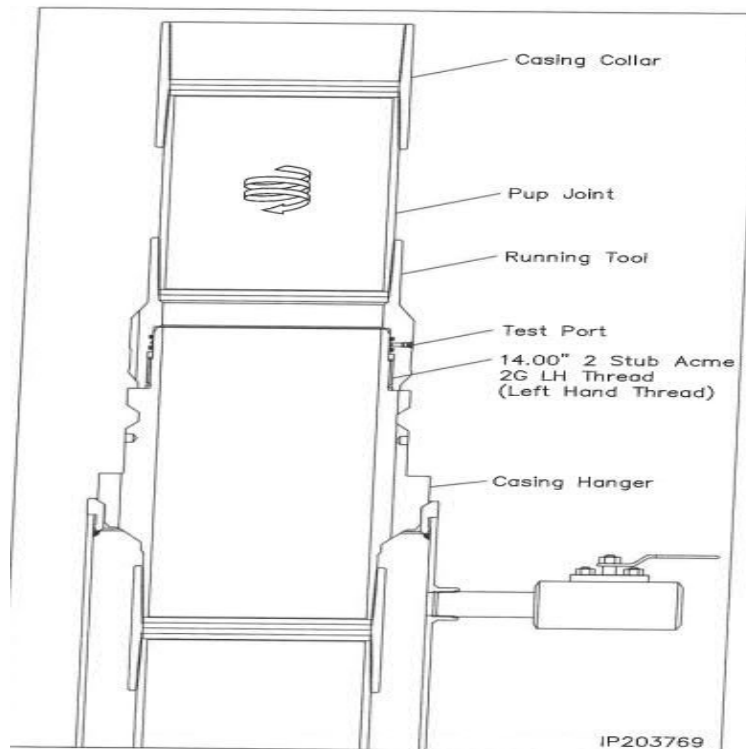 Casing Collar
Pup Joint
Running Tool
Test Port
14.00" 2 Stub Acme
2G LH Thread
(Left Hand Thread)
Casing Hanger
IP203769